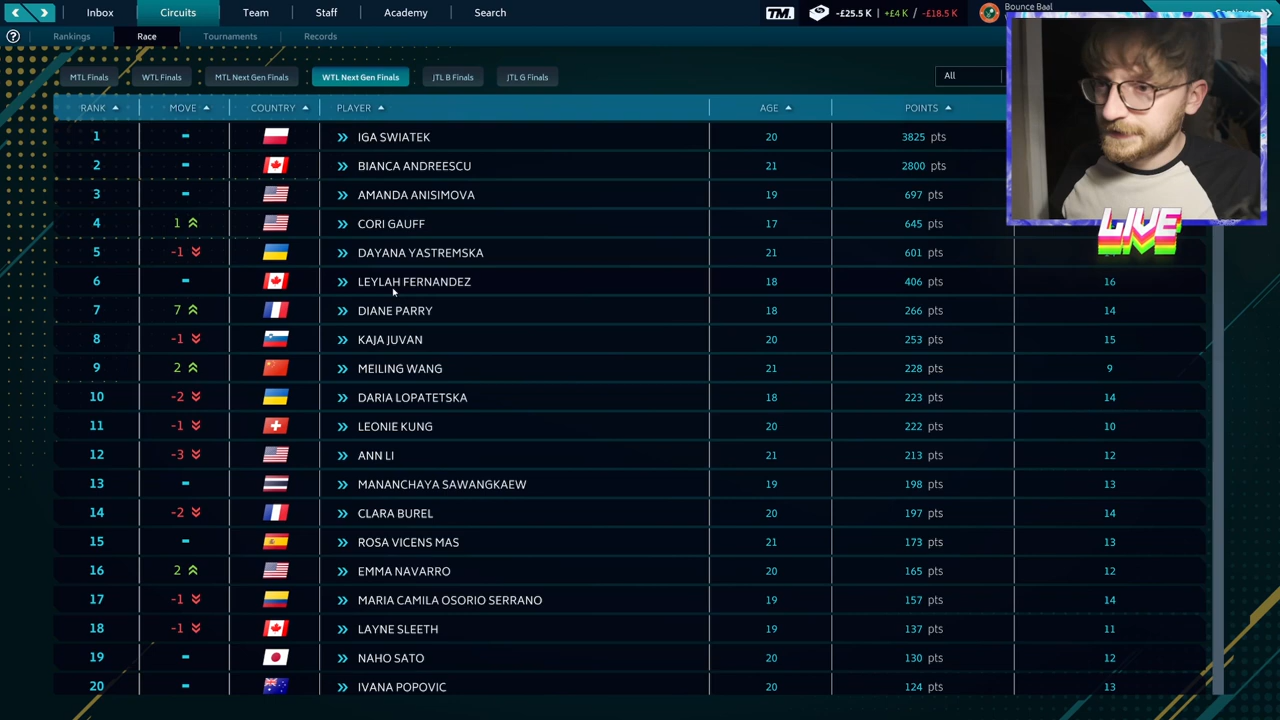 Inbox Circuits Team Staff Academy Search TM. -£25.5 K | +£4 K / -£18.5K Bounce Baal
? Rankings Race Tournaments Records
MTL Finals WTL Finals MTL Next Gen Finals WTL Next Gen Finals JTL B Finals JTL G Finals All
RANK MOVE COUNTRY PLAYER AGE POINTS
1 - IGA SWIATEK 20 3825 pts
2 - BIANCA ANDREESCU 21 2800 pts
3 - AMANDA ANISIMOVA 19 697 pts
4 1 CORI GAUFF 17 645 pts
LIVE
5 -1 DAYANA YASTREMSKA 21 601 pts
6 - LEYLAH FERNANDEZ 18 406 pts 16
7 7 DIANE PARRY 18 266 pts 14
8 -1 KAJA JUVAN 20 253 pts 15
9 2 MEILING WANG 21 228 pts 9
10 -2 DARIA LOPATETSKA 18 223 pts 14
11 -1 LEONIE KUNG 20 222 pts 10
12 -3 ANN LI 21 213 pts 12
13 - MANANCHAYA SAWANGKAEW 19 198 pts 13
14 -2 CLARA BUREL 20 197 pts 14
15 - ROSA VICENS MAS 21 173 pts 13
16 2 EMMA NAVARRO 20 165 pts 12
17 -1 MARIA CAMILA OSORIO SERRANO 19 157 pts 14
18 -1 LAYNE SLEETH 19 137 pts 11
19 - NAHO SATO 20 130 pts 12
20 - IVANA POPOVIC 20 124 pts 13